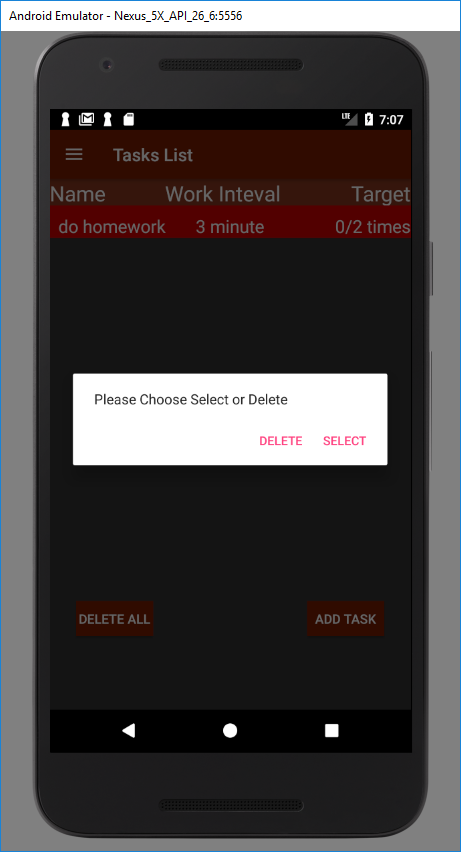 Android Emulator - Nexus_5X_API_26_6:5556
LTE 7:07
Tasks List
Name Work Inteval Target
do homework 3 minute 0/2 times
Please Choose Select or Delete
DELETE SELECT
DELETE ALL ADD TASK